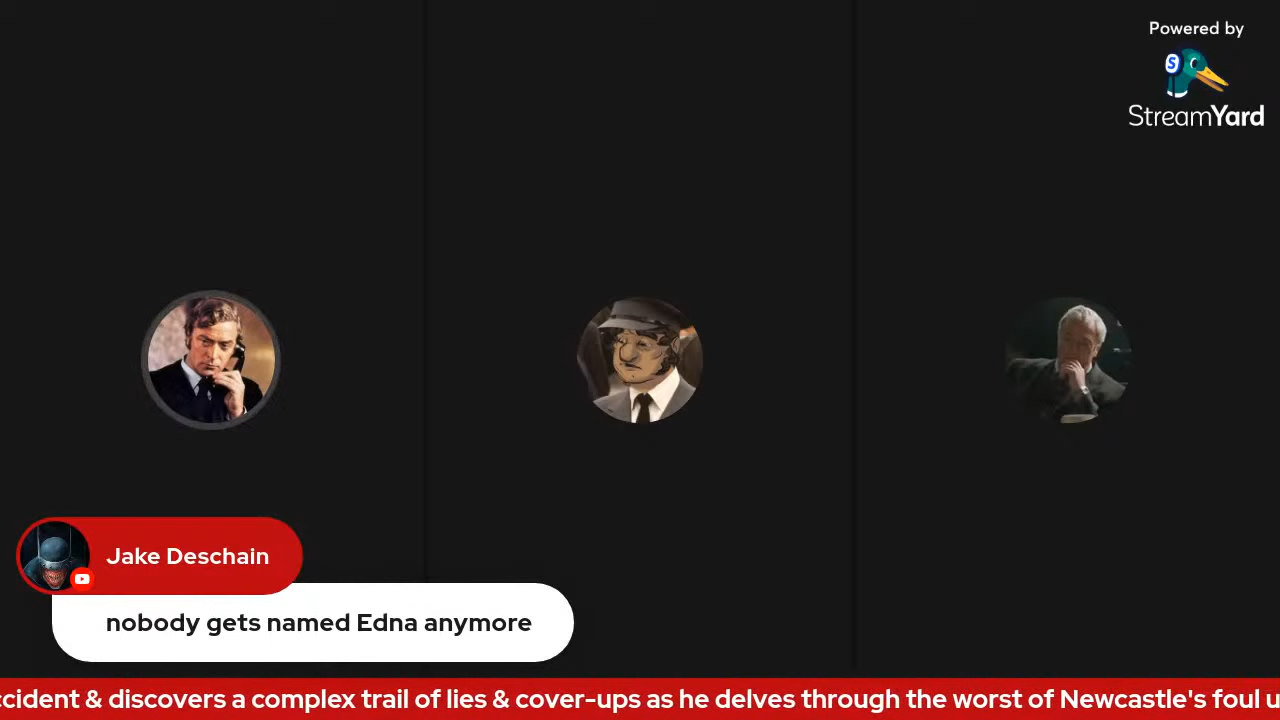 Powered by
StreamYard
Jake Deschain
nobody gets named Edna anymore
ccident & discovers a complex trail of lies & cover-ups as he delves through the worst of Newcastle's foul u